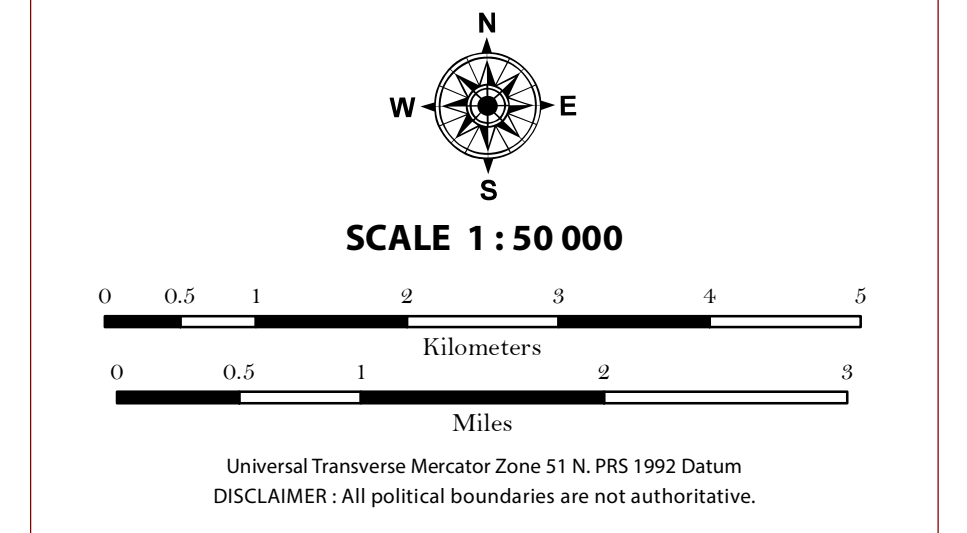 N
W E
S
SCALE 1 : 50 000
0 0.5 1 2 3 4 5
Kilometers
0 0.5 1 2 3
Miles
Universal Transverse Mercator Zone 51 N. PRS 1992 Datum
DISCLAIMER : All political boundaries are not authoritative.